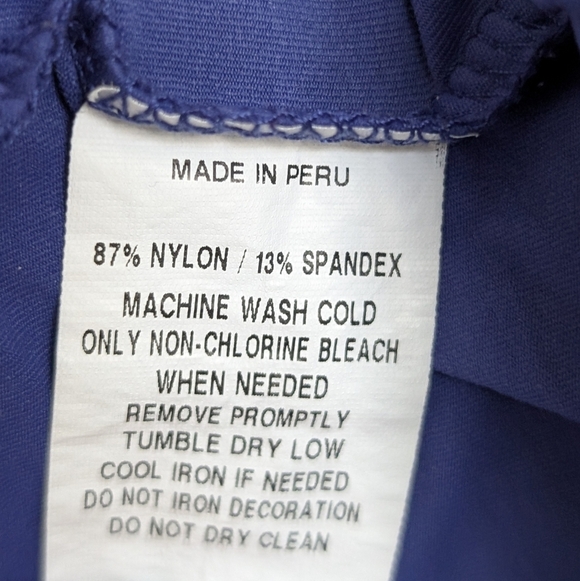 MADE IN PERU
87% NYLON / 13% SPANDEX
MACHINE WASH COLD
ONLY NON-CHLORINE BLEACH
WHEN NEEDED
REMOVE PROMPTLY
TUMBLE DRY LOW
COOL IRON IF NEEDED
DO NOT IRON DECORATION
DO NOT DRY CLEAN